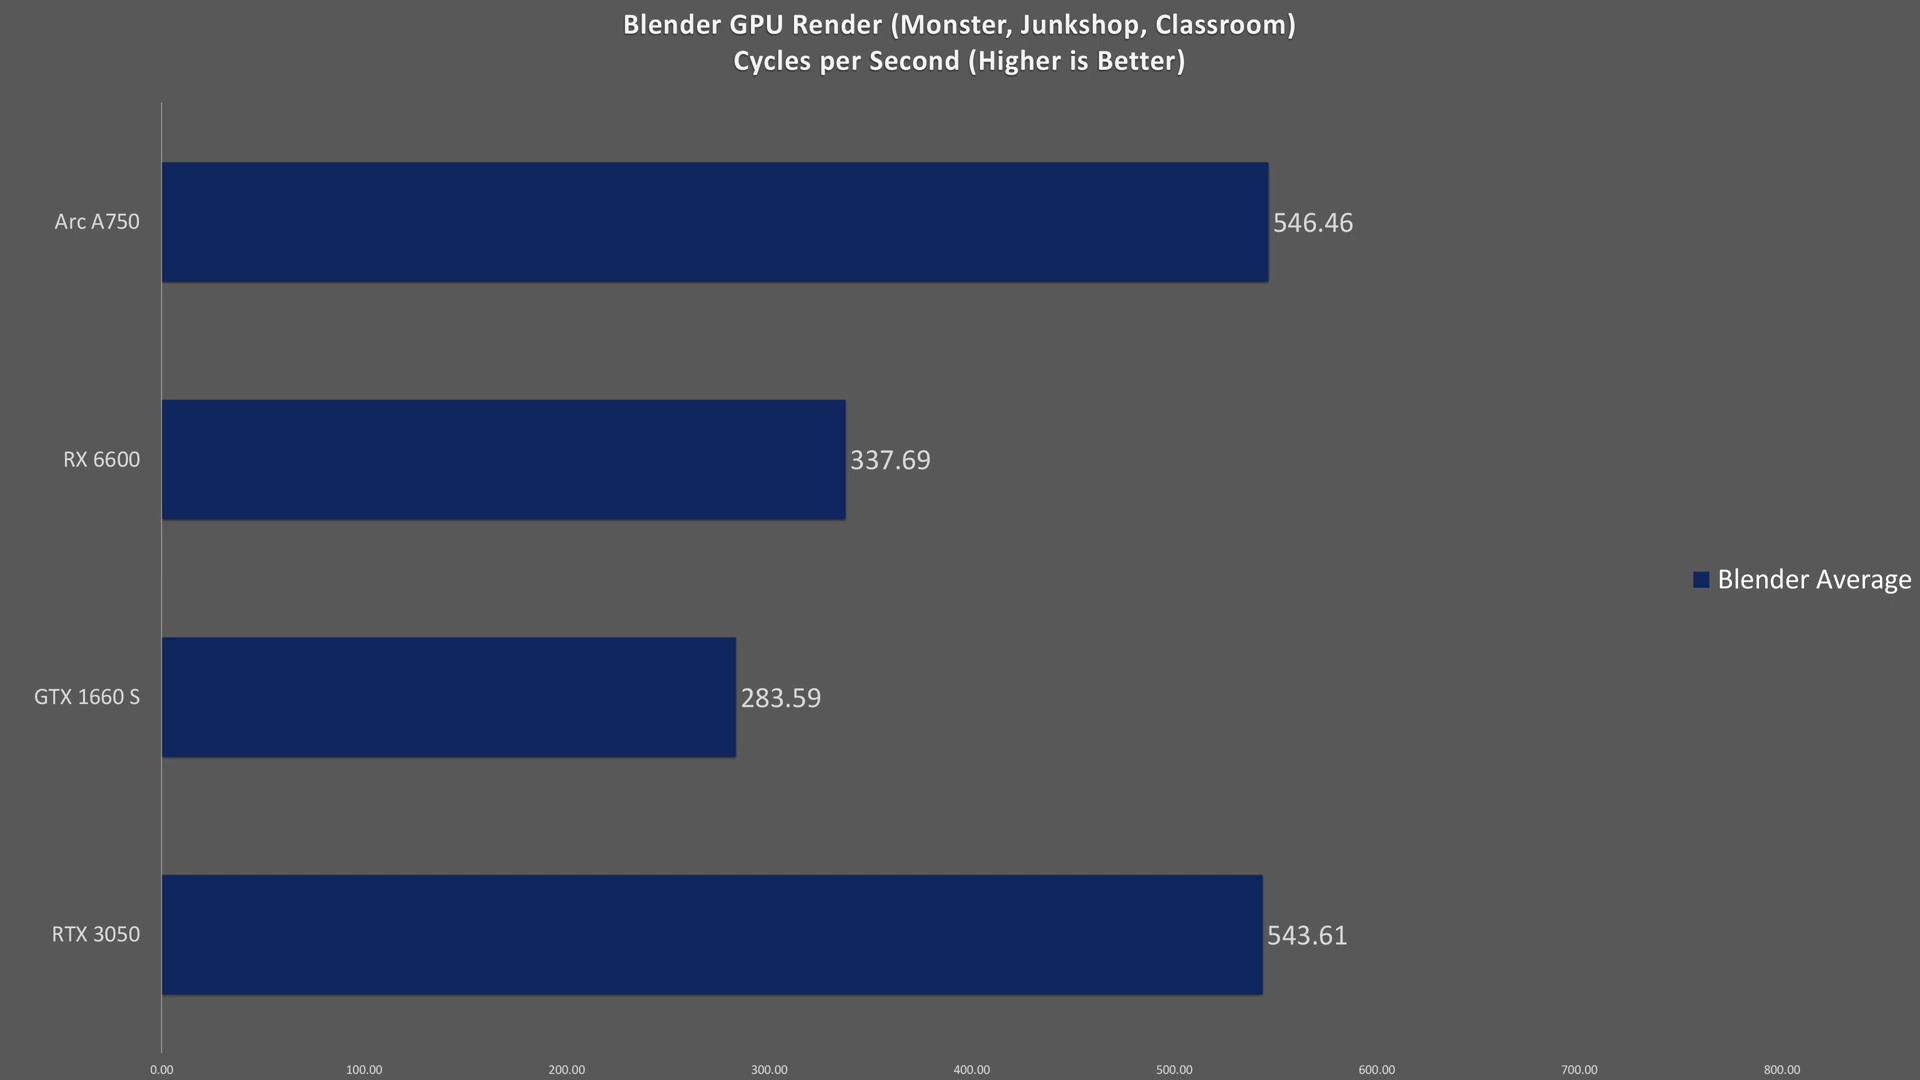 Blender GPU Render (Monster, Junkshop, Classroom)
Cycles per Second (Higher is Better)
Arc A750
546.46
RX 6600
337.69
Blender Average
GTX 1660 S
283.59
RTX 3050
543.61
0.00 100.00 200.00 300.00 400.00 500.00 600.00 700.00 800.00